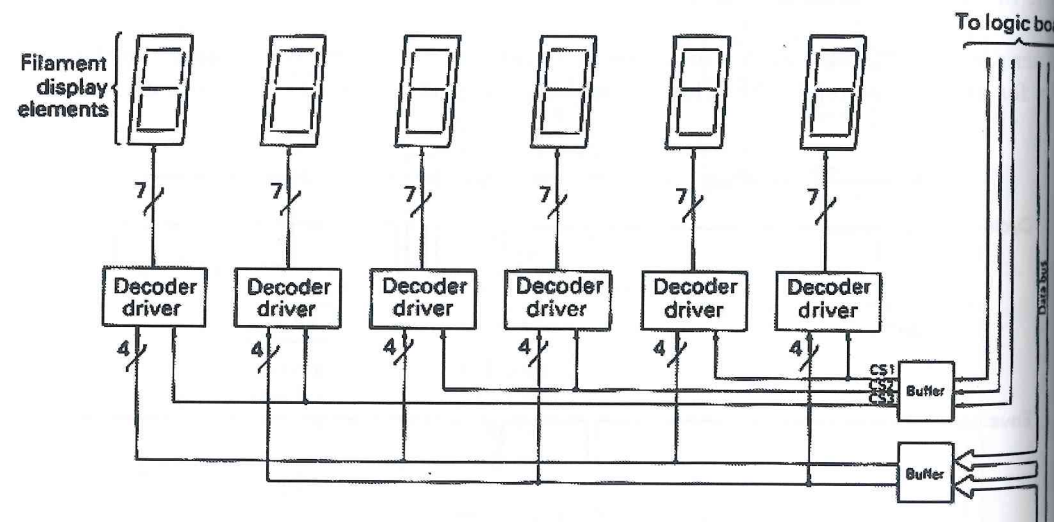 To logic boa
Filament
display
elements
7 7 7 7 7 7
Decoder
driver
Decoder
driver
Decoder
driver
Decoder
driver
Decoder
driver
Decoder
driver
4 4 4 4 4 4
CS1
CS2
CS3
Buffer
Buffer
Data bus